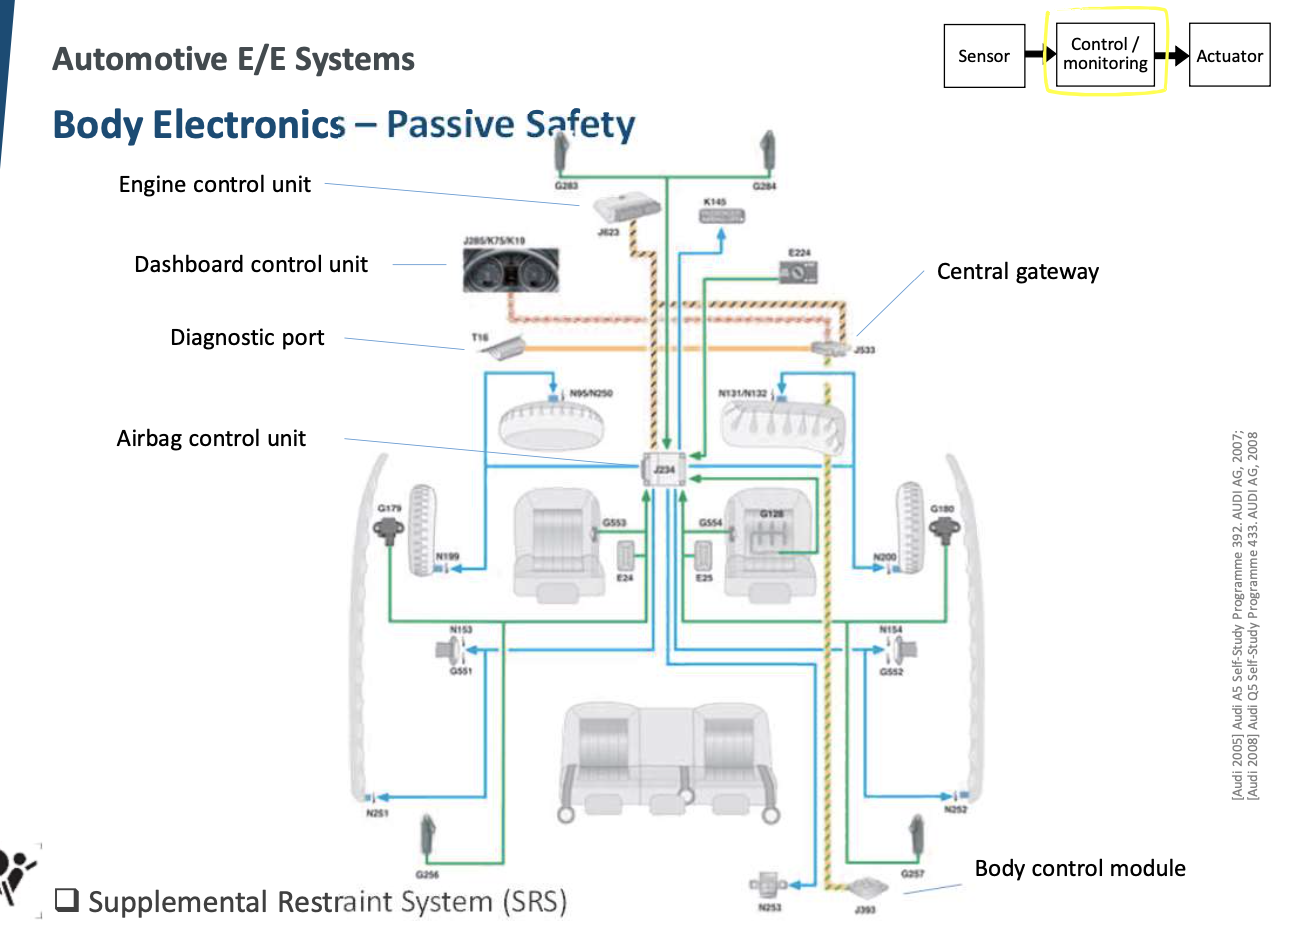 Automotive E/E Systems
Sensor
Control /
monitoring
Actuator
Body Electronics – Passive Safety
Engine control unit
G283
G284
K145
J623
J285/K75/K19
E224
Dashboard control unit
Central gateway
Diagnostic port
T16
J533
N95/N250
N131/N132
Airbag control unit
J234
G179
G553
G554
G128
G180
N199
E24
E25
N200
N153
G551
N154
G552
N251
N252
G256
G257
Body control module
N253
J393
❑ Supplemental Restraint System (SRS)
[Audi 2005] Audi A5 Self-Study Programme 392. AUDI AG, 2007;
[Audi 2008] Audi Q5 Self-Study Programme 433. AUDI AG, 2008